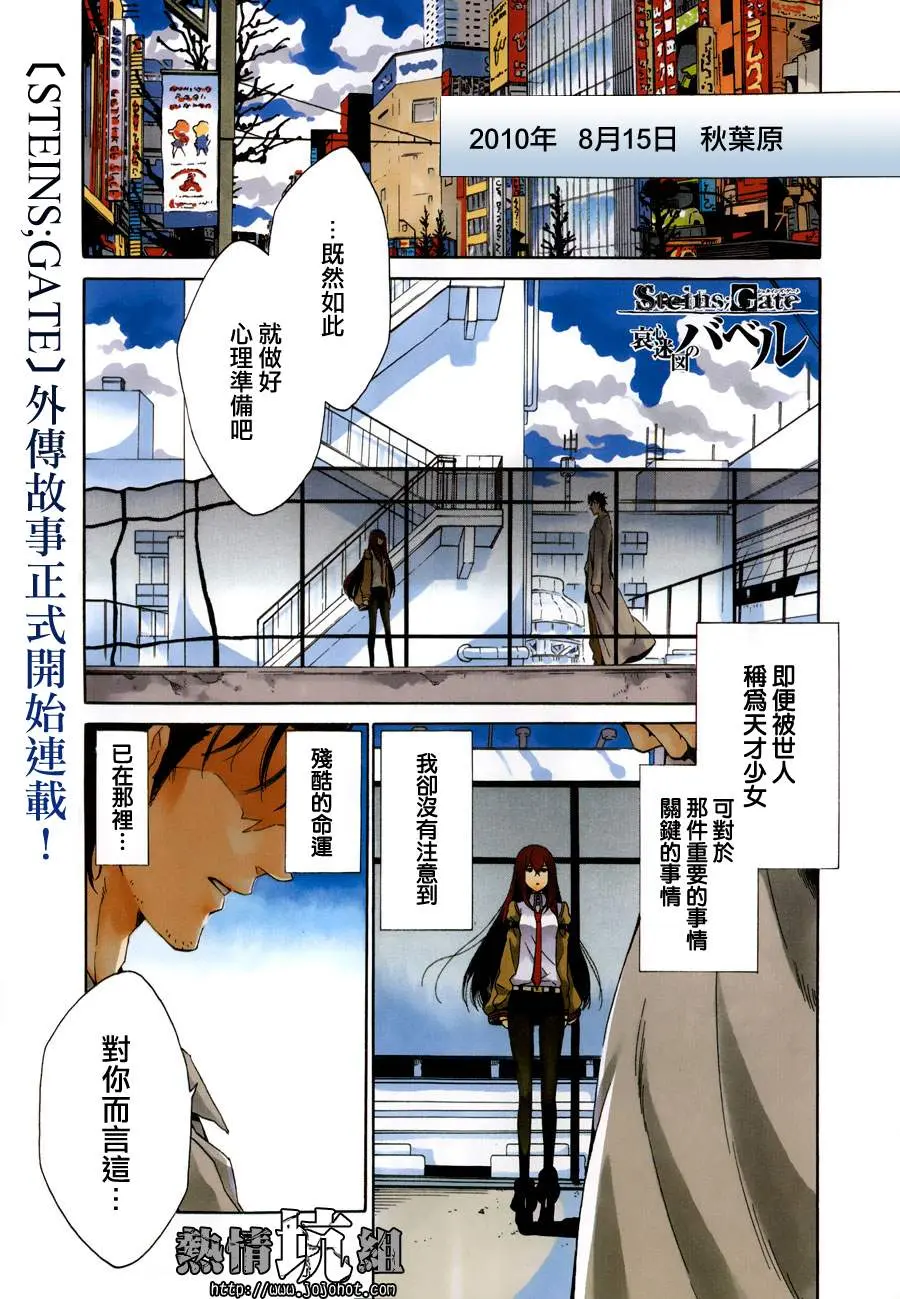 2010年 8月15日 秋葉原
〔STEINS;GATE〕外傳故事正式開始連載！
Steins;Gate
哀心迷図のバベル
…既然如此
就做好
心理準備吧
即便被世人
稱爲天才少女
可對於
那件重要的事情
關鍵的事情
我卻沒有注意到
殘酷的命運
已在那裡…
對你而言這…
熱情坑組
http://www.jojohot.com